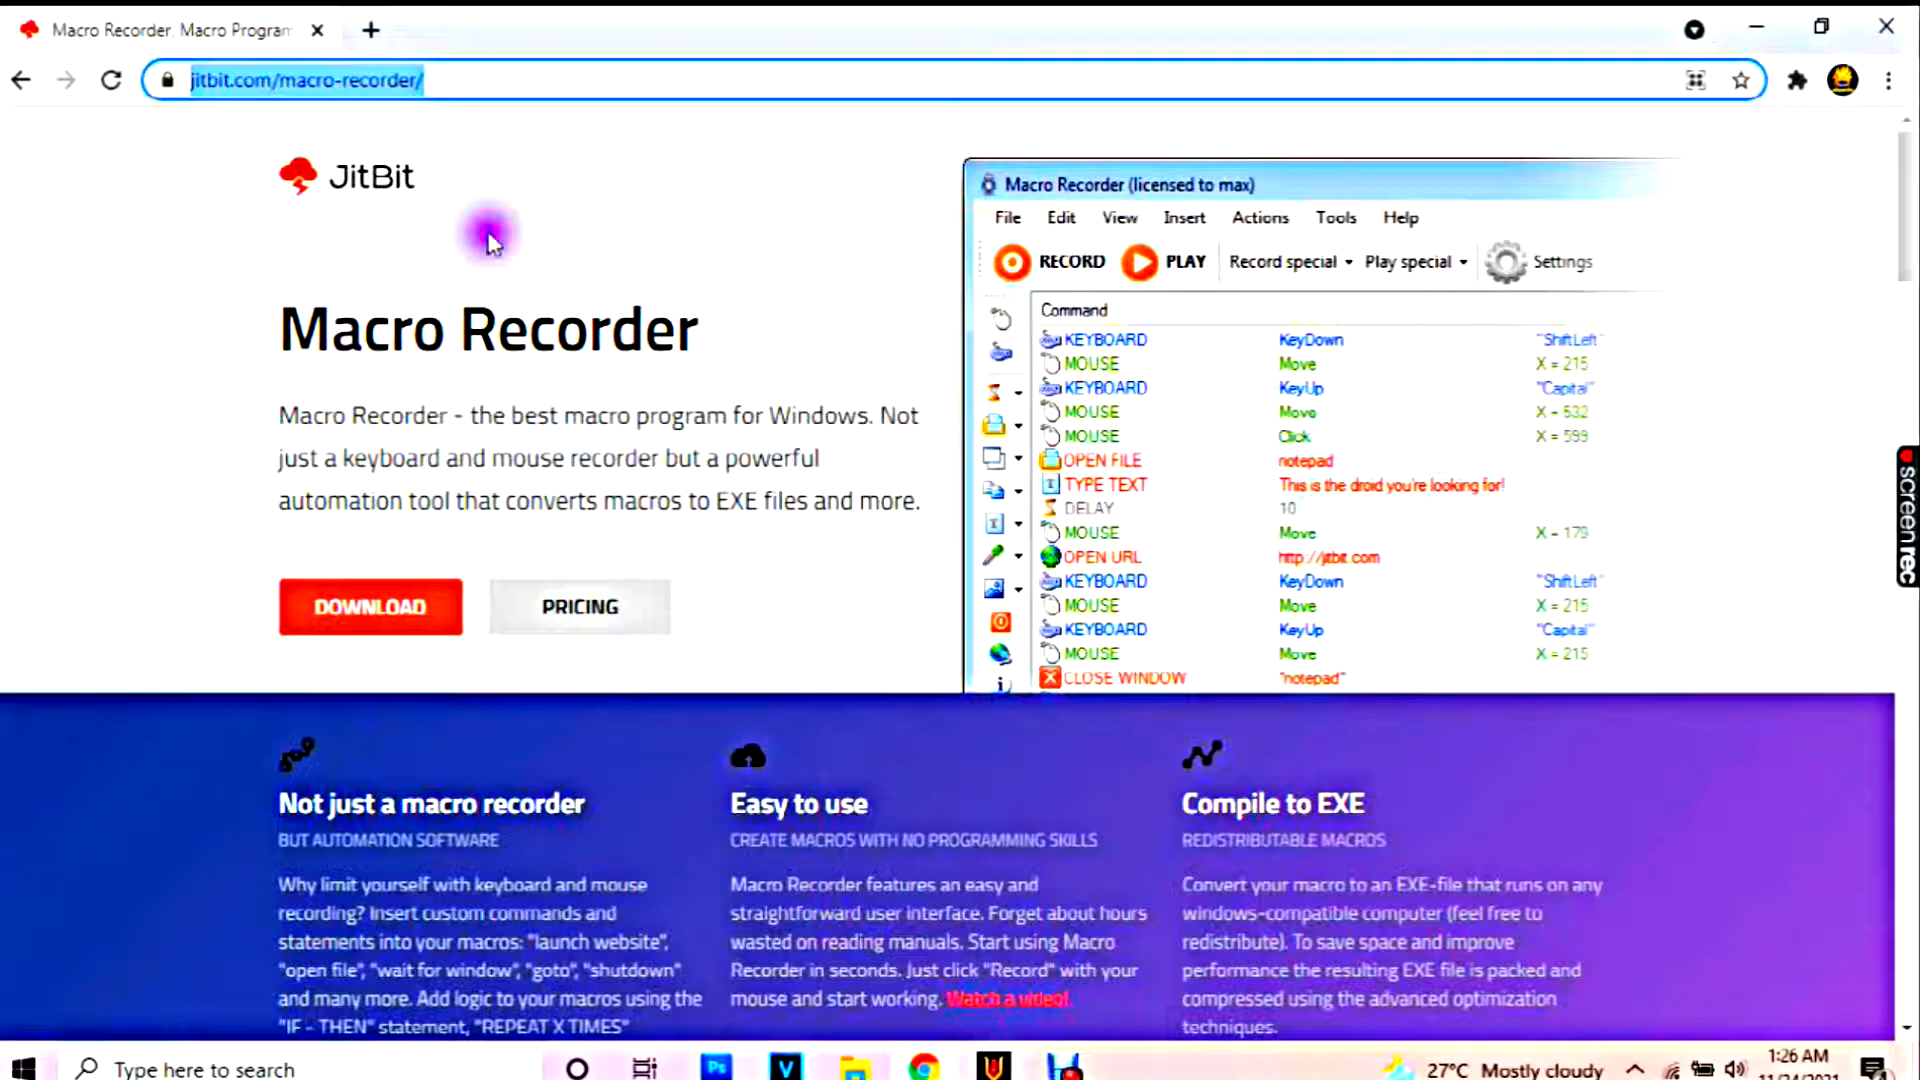 Macro Recorder. Macro Program
jitbit.com/macro-recorder/
JitBit
Macro Recorder
Macro Recorder - the best macro program for Windows. Not
just a keyboard and mouse recorder but a powerful
automation tool that converts macros to EXE files and more.
DOWNLOAD
PRICING
Macro Recorder (licensed to max)
File Edit View Insert Actions Tools Help
RECORD PLAY Record special Play special Settings
Command
KEYBOARD KeyDown "ShiftLeft"
MOUSE Move X = 215
KEYBOARD KeyUp "Capital"
MOUSE Move X = 532
MOUSE Click X = 599
OPEN FILE notepad
TYPE TEXT This is the droid you're looking for!
DELAY 10
MOUSE Move X = 179
OPEN URL http://jitbit.com
KEYBOARD KeyDown "ShiftLeft"
MOUSE Move X = 215
KEYBOARD KeyUp "Capital"
MOUSE Move X = 215
CLOSE WINDOW "notepad"
screenrec
Not just a macro recorder
BUT AUTOMATION SOFTWARE
Why limit yourself with keyboard and mouse
recording? Insert custom commands and
statements into your macros: "launch website",
"open file", "wait for window", "goto", "shutdown"
and many more. Add logic to your macros using the
"IF - THEN" statement, "REPEAT X TIMES"
Easy to use
CREATE MACROS WITH NO PROGRAMMING SKILLS
Macro Recorder features an easy and
straightforward user interface. Forget about hours
wasted on reading manuals. Start using Macro
Recorder in seconds. Just click "Record" with your
mouse and start working. Watch a video!
Compile to EXE
REDISTRIBUTABLE MACROS
Convert your macro to an EXE-file that runs on any
windows-compatible computer (feel free to
redistribute). To save space and improve
performance the resulting EXE file is packed and
compressed using the advanced optimization
techniques.
Type here to search
Ps
V
27°C Mostly cloudy
1:26 AM
11/24/2021